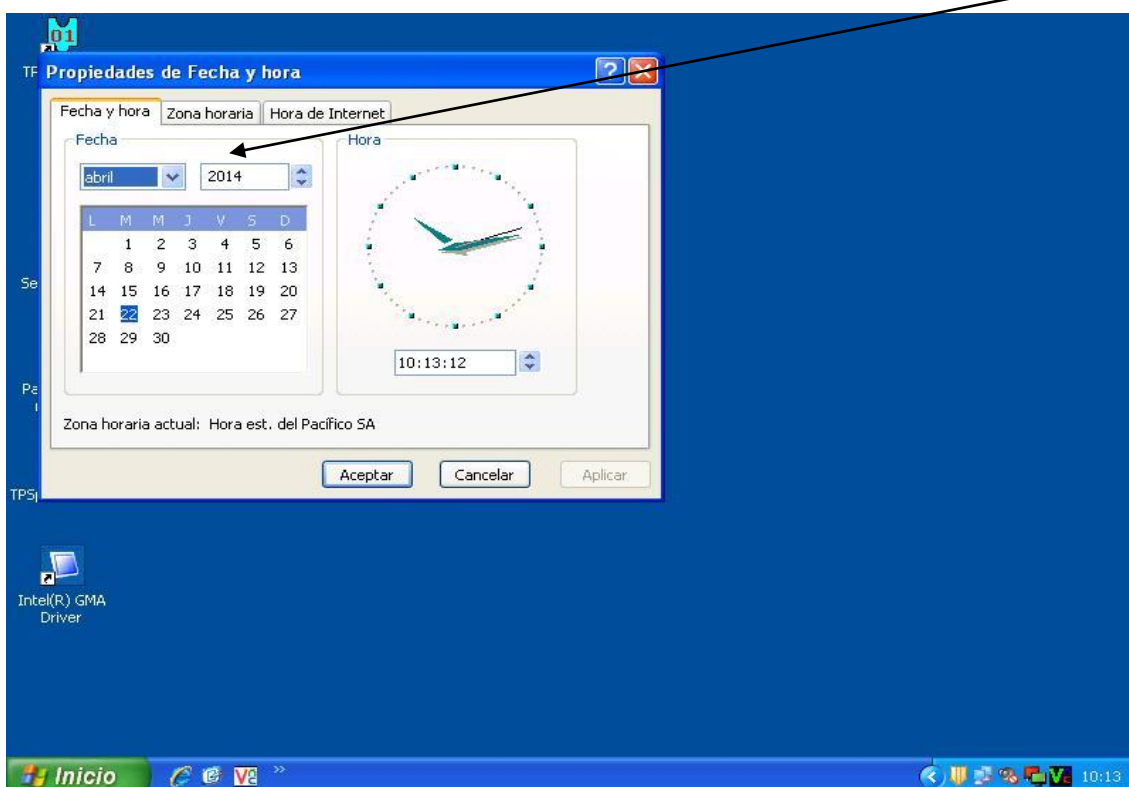 01
TF
Propiedades de Fecha y hora
Fecha y hora Zona horaria Hora de Internet
Fecha
Hora
abril 2014
L M M J V S D
1 2 3 4 5 6
7 8 9 10 11 12 13
14 15 16 17 18 19 20
21 22 23 24 25 26 27
28 29 30
10:13:12
Zona horaria actual: Hora est. del Pacífico SA
Aceptar Cancelar Aplicar
Se
TPS
Intel(R) GMA
Driver
Inicio
10:13